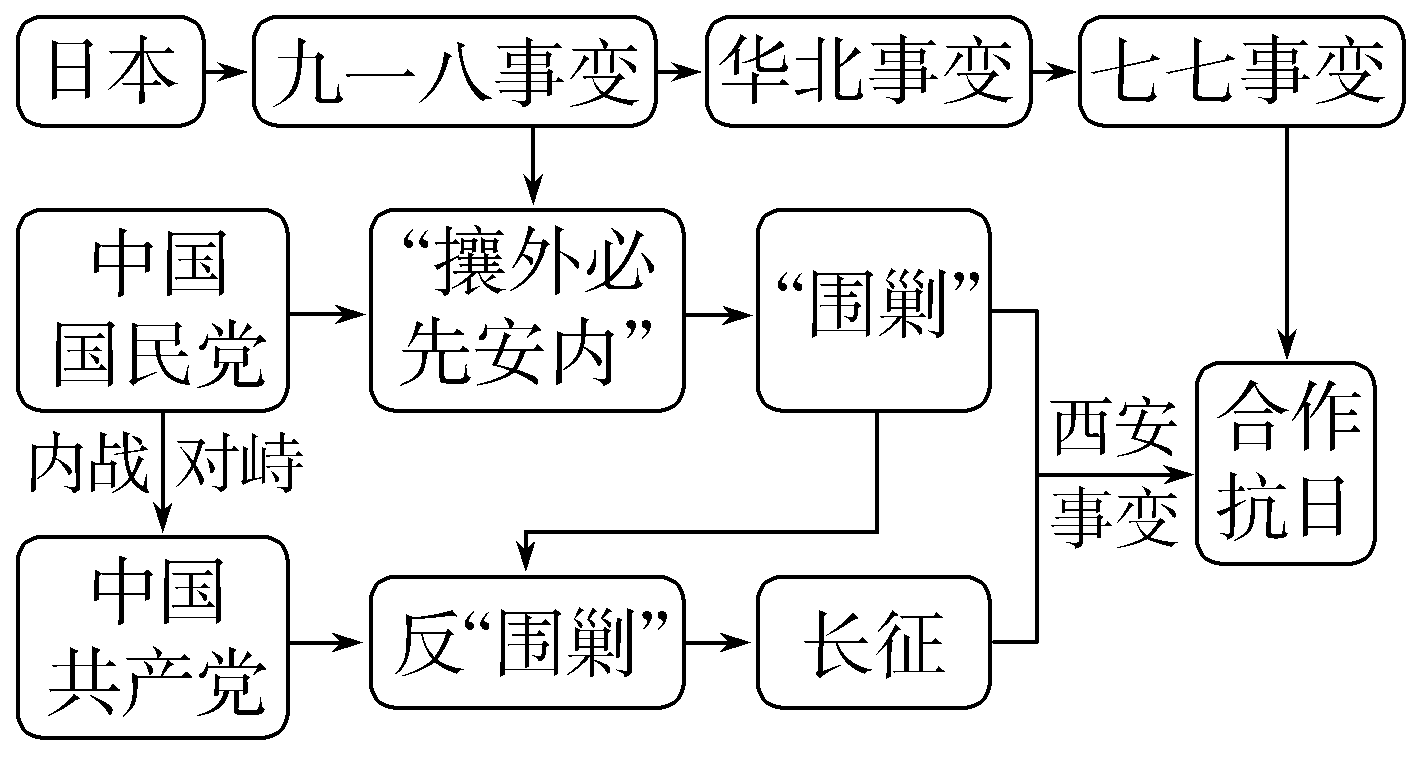 日本
九一八事变
华北事变
七七事变
中国
国民党
“攘外必
先安内”
“围剿”
内战
对峙
西安
事变
合作
抗日
中国
共产党
反“围剿”
长征